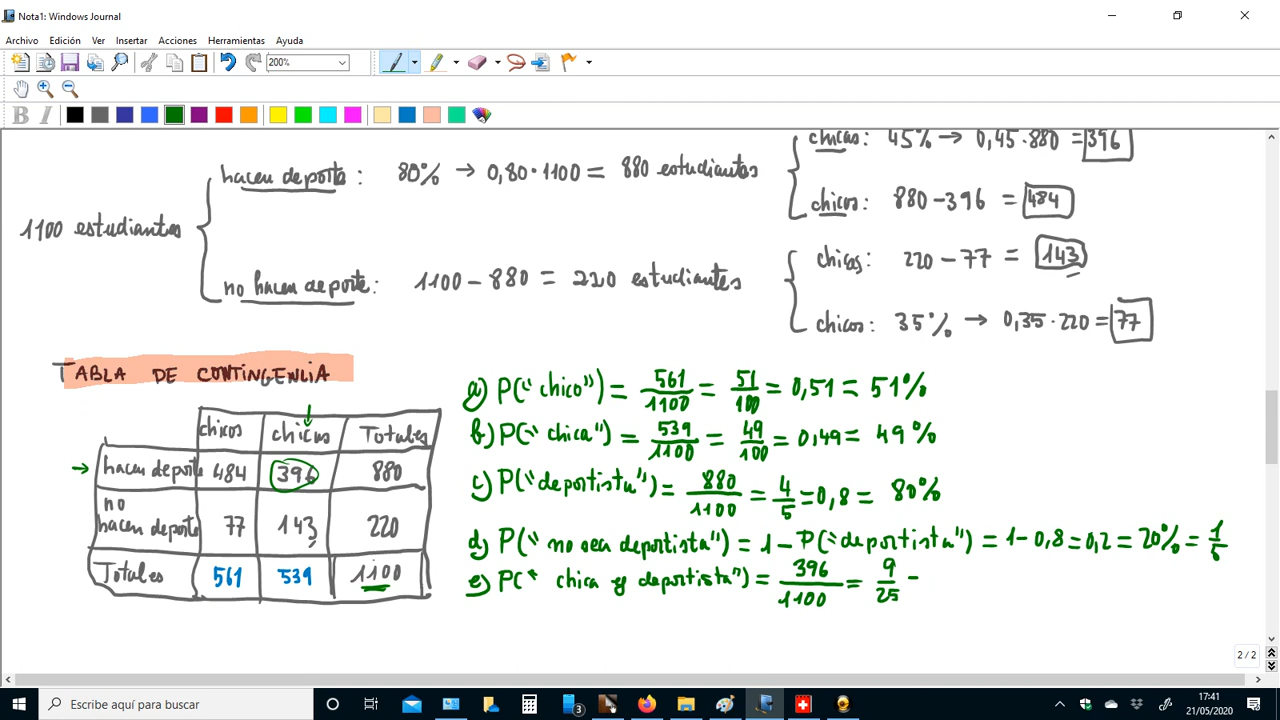 Nota1: Windows Journal
Archivo Edición Ver Insertar Acciones Herramientas Ayuda
200%
B I
chicas: 45% → 0,45·880 = 396
hacen deporte: 80% → 0,80·1100 = 880 estudiantes
chicos: 880-396 = 484
1100 estudiantes
chicas: 220-77 = 143
no hacen deporte: 1100-880 = 220 estudiantes
chicos: 35% → 0,35·220 = 77
TABLA DE CONTINGENCIA
chicos chicas Totales
hacen deporte 484 396 880
no
hacen deporte 77 143 220
Totales 561 539 1100
a) P("chico") = 561/1100 = 51/100 = 0,51 = 51%
b) P("chica") = 539/1100 = 49/100 = 0,49 = 49%
c) P("deportista") = 880/1100 = 4/5 = 0,8 = 80%
d) P("no sea deportista") = 1-P("deportista") = 1-0,8 = 0,2 = 20% = 1/5
e) P("chica y deportista") = 396/1100 = 9/25 -
2/2
Escribe aquí para buscar
3
17:41
21/05/2020